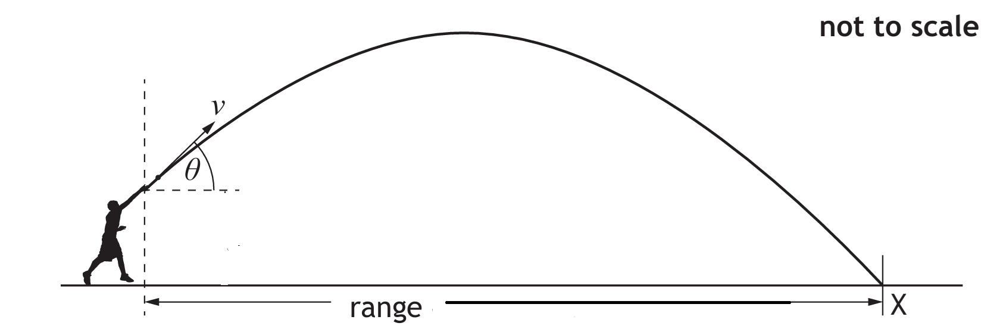 not to scale
v
θ
range
X